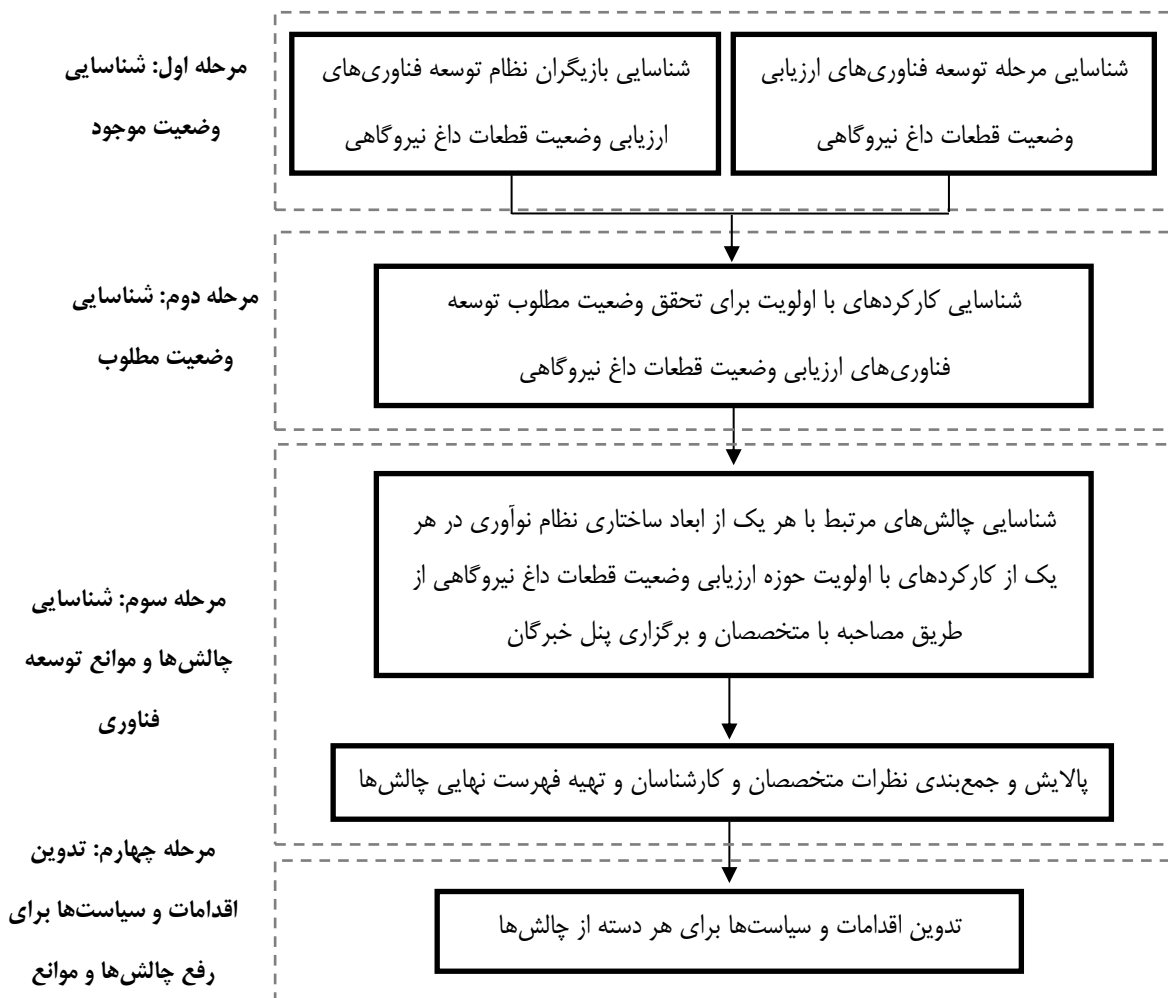 مرحله اول: شناسایی
وضعیت موجود
شناسایی مرحله توسعه فناوری‌های ارزیابی
وضعیت قطعات داغ نیروگاهی
شناسایی بازیگران نظام توسعه فناوری‌های
ارزیابی وضعیت قطعات داغ نیروگاهی
مرحله دوم: شناسایی
وضعیت مطلوب
شناسایی کارکردهای با اولویت برای تحقق وضعیت مطلوب توسعه
فناوری‌های ارزیابی وضعیت قطعات داغ نیروگاهی
مرحله سوم: شناسایی
چالش‌ها و موانع توسعه
فناوری
شناسایی چالش‌های مرتبط با هر یک از ابعاد ساختاری نظام نوآوری در هر
یک از کارکردهای با اولویت حوزه ارزیابی وضعیت قطعات داغ نیروگاهی از
طریق مصاحبه با متخصصان و برگزاری پنل خبرگان
پالایش و جمع‌بندی نظرات متخصصان و کارشناسان و تهیه فهرست نهایی چالش‌ها
مرحله چهارم: تدوین
اقدامات و سیاست‌ها برای
رفع چالش‌ها و موانع
تدوین اقدامات و سیاست‌ها برای هر دسته از چالش‌ها